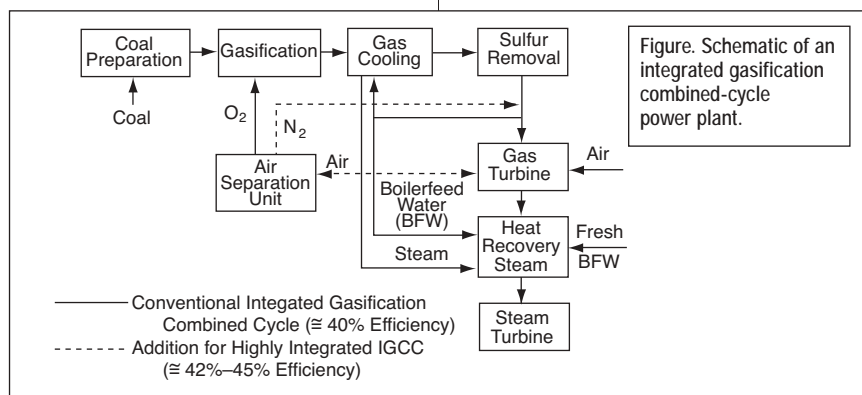 Coal
Preparation
Gasification
Gas
Cooling
Sulfur
Removal
Figure. Schematic of an
integrated gasification
combined-cycle
power plant.
Coal
O2
N2
Air
Separation
Unit
Air
Gas
Turbine
Air
Boilerfeed
Water
(BFW)
Steam
Heat
Recovery
Steam
Fresh
BFW
Steam
Turbine
Conventional Integated Gasification
Combined Cycle (≅ 40% Efficiency)
Addition for Highly Integrated IGCC
(≅ 42%–45% Efficiency)